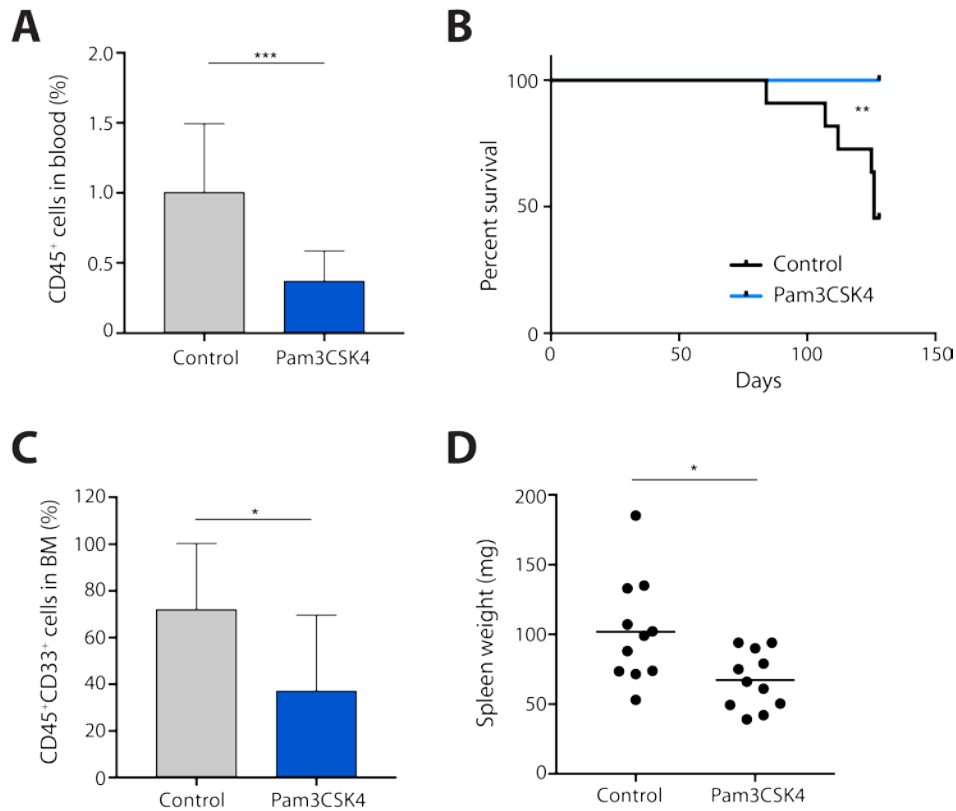 A
CD45⁺ cells in blood (%)
2.0
1.5
1.0
0.5
0
***
Control
Pam3CSK4
B
Percent survival
100
50
0
**
Control
Pam3CSK4
0
50
100
150
Days
C
CD45⁺CD33⁺ cells in BM (%)
120
100
80
60
40
20
0
*
Control
Pam3CSK4
D
Spleen weight (mg)
200
150
100
50
0
*
Control
Pam3CSK4